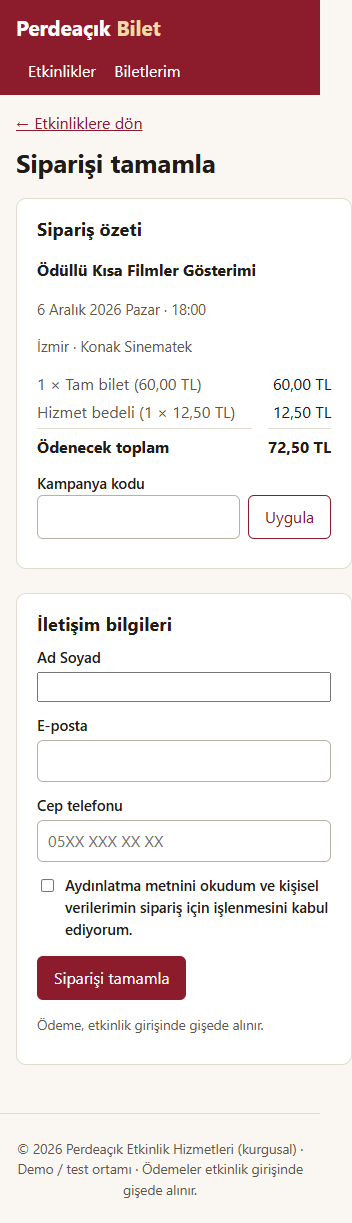 Perdeaçık Bilet
Etkinlikler Biletlerim
← Etkinliklere dön
Siparişi tamamla
Sipariş özeti
Ödüllü Kısa Filmler Gösterimi
6 Aralık 2026 Pazar · 18:00
İzmir · Konak Sinematek
1 × Tam bilet (60,00 TL) 60,00 TL
Hizmet bedeli (1 × 12,50 TL) 12,50 TL
Ödenecek toplam 72,50 TL
Kampanya kodu
Uygula
İletişim bilgileri
Ad Soyad
E-posta
Cep telefonu
05XX XXX XX XX
Aydınlatma metnini okudum ve kişisel
verilerimin sipariş için işlenmesini kabul
ediyorum.
Siparişi tamamla
Ödeme, etkinlik girişinde gişede alınır.
© 2026 Perdeaçık Etkinlik Hizmetleri (kurgusal) ·
Demo / test ortamı · Ödemeler etkinlik girişinde
gişede alınır.